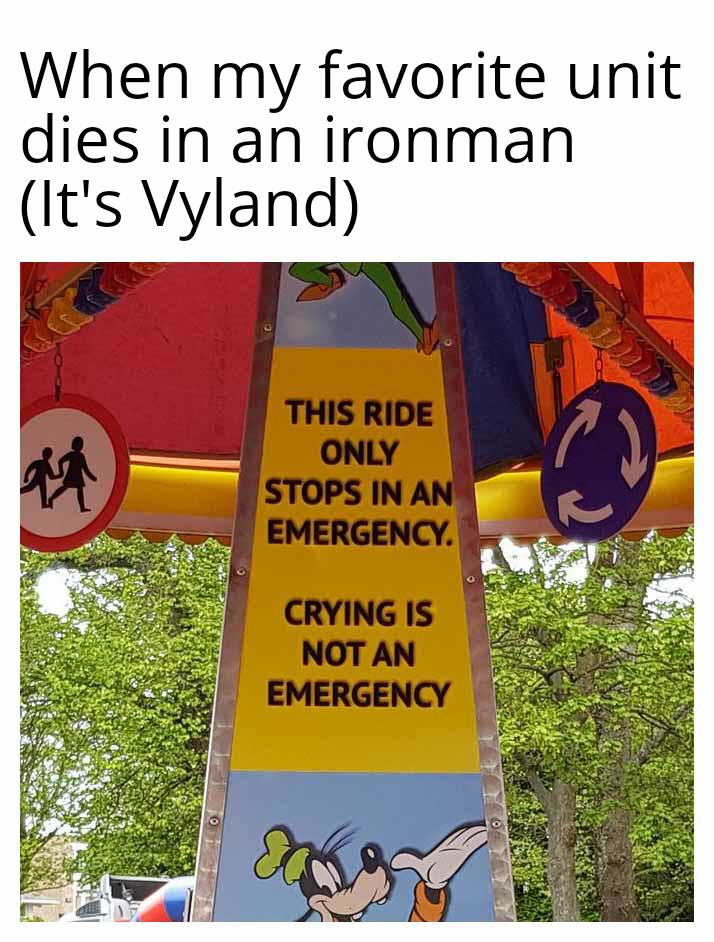 When my favorite unit
dies in an ironman
(It's Vyland)
THIS RIDE
ONLY
STOPS IN AN
EMERGENCY.
CRYING IS
NOT AN
EMERGENCY